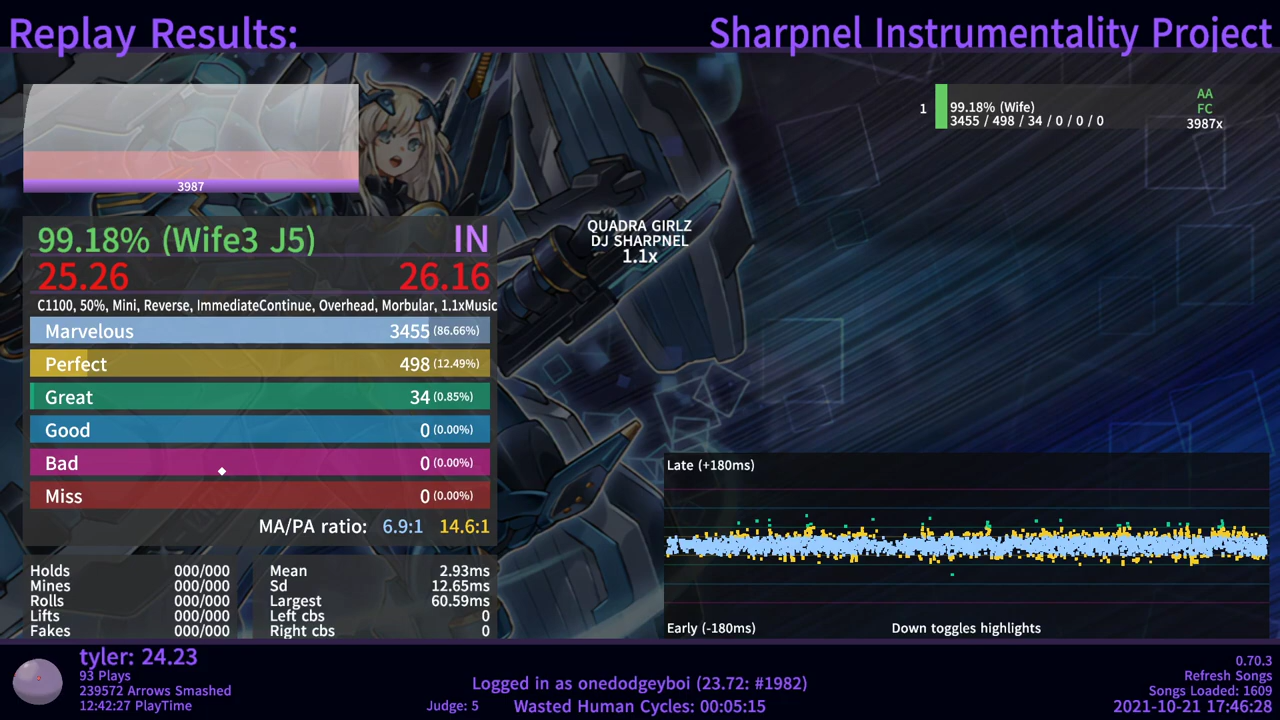 Replay Results:
Sharpnel Instrumentality Project
3987
1
99.18% (Wife)
3455 / 498 / 34 / 0 / 0 / 0
AA
FC
3987x
99.18% (Wife3 J5)
IN
25.26
26.16
C1100, 50%, Mini, Reverse, ImmediateContinue, Overhead, Morbular, 1.1xMusic
QUADRA GIRLZ
DJ SHARPNEL
1.1x
Marvelous 3455 (86.66%)
Perfect 498 (12.49%)
Great 34 (0.85%)
Good 0 (0.00%)
Bad 0 (0.00%)
Miss 0 (0.00%)
MA/PA ratio: 6.9:1 14.6:1
Holds 000/000
Mines 000/000
Rolls 000/000
Lifts 000/000
Fakes 000/000
Mean 2.93ms
Sd 12.65ms
Largest 60.59ms
Left cbs 0
Right cbs 0
Late (+180ms)
Early (-180ms)
Down toggles highlights
tyler: 24.23
93 Plays
239572 Arrows Smashed
12:42:27 PlayTime
Judge: 5
Logged in as onedodgeyboi (23.72: #1982)
Wasted Human Cycles: 00:05:15
0.70.3
Refresh Songs
Songs Loaded: 1609
2021-10-21 17:46:28